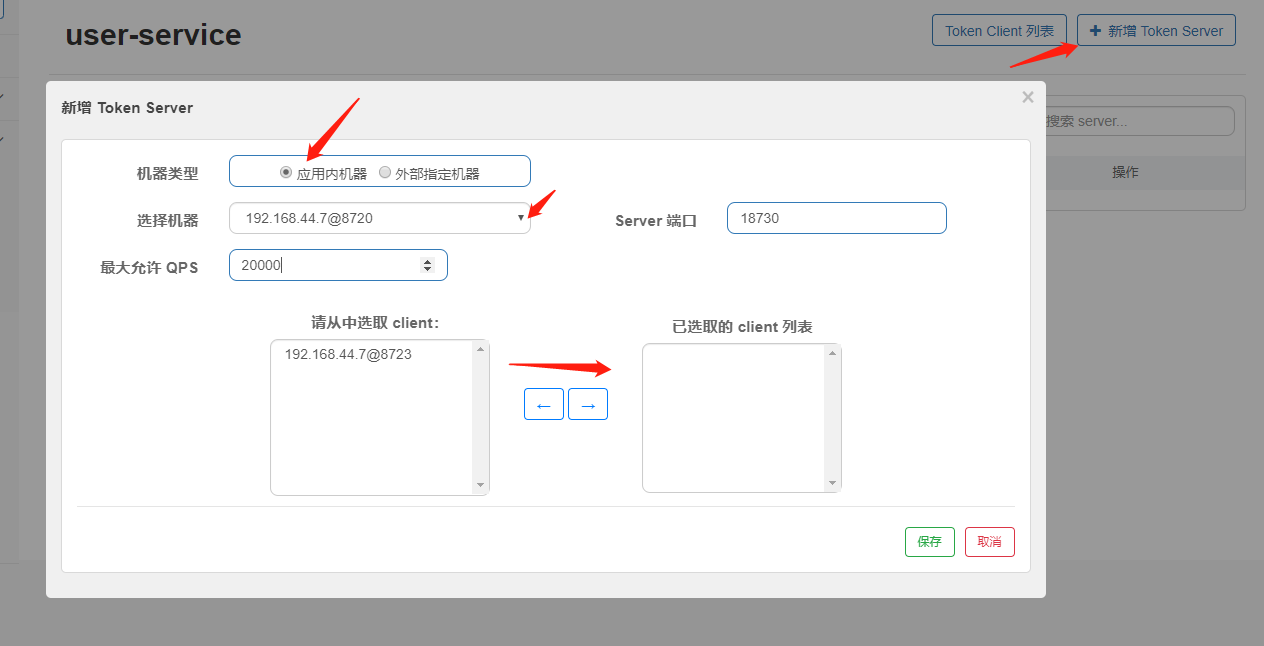 user-service
Token Client 列表
+ 新增 Token Server
新增 Token Server
×
搜索 server...
操作
机器类型
应用内机器
外部指定机器
选择机器
192.168.44.7@8720
Server 端口
18730
最大允许 QPS
20000
请从中选取 client:
已选取的 client 列表
192.168.44.7@8723
←
→
保存
取消